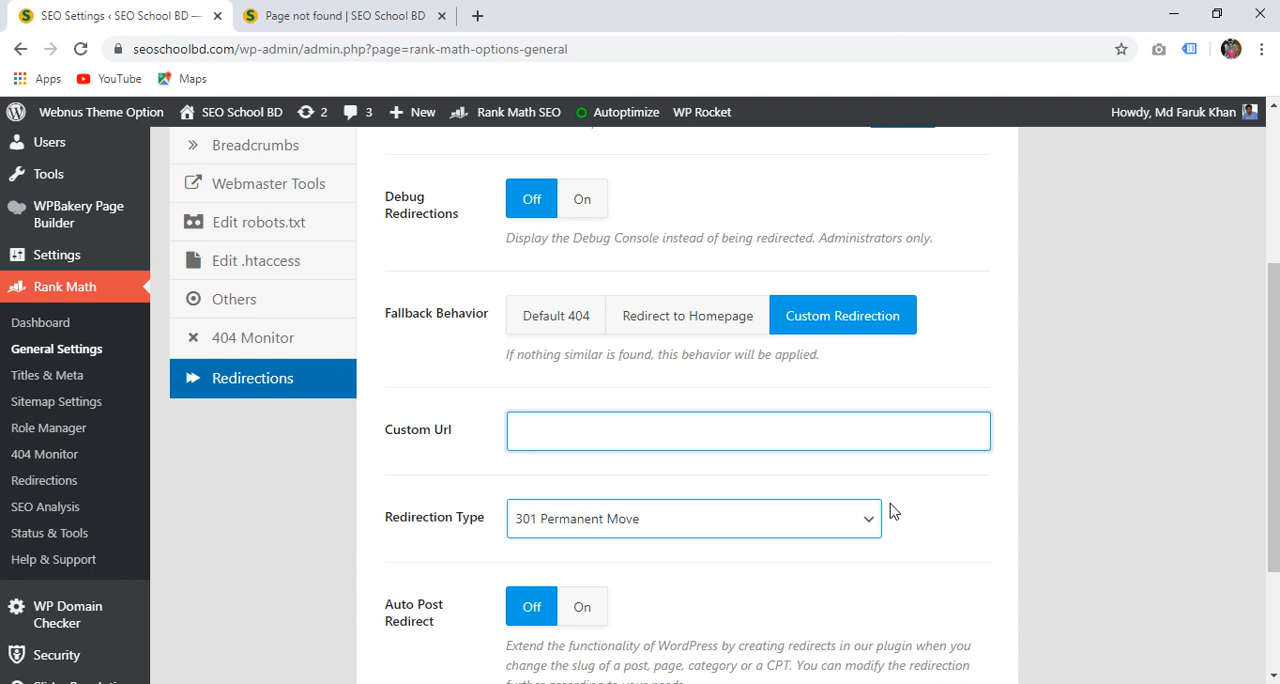 SEO Settings ‹ SEO School BD —
Page not found | SEO School BD
seoschoolbd.com/wp-admin/admin.php?page=rank-math-options-general
Apps
YouTube
Maps
Webnus Theme Option
SEO School BD
2
3
New
Rank Math SEO
Autoptimize
WP Rocket
Howdy, Md Faruk Khan
Users
Tools
WPBakery Page
Builder
Settings
Rank Math
Dashboard
General Settings
Titles & Meta
Sitemap Settings
Role Manager
404 Monitor
Redirections
SEO Analysis
Status & Tools
Help & Support
WP Domain
Checker
Security
Breadcrumbs
Webmaster Tools
Edit robots.txt
Edit .htaccess
Others
404 Monitor
Redirections
Debug
Redirections
Off
On
Display the Debug Console instead of being redirected. Administrators only.
Fallback Behavior
Default 404
Redirect to Homepage
Custom Redirection
If nothing similar is found, this behavior will be applied.
Custom Url
Redirection Type
301 Permanent Move
Auto Post
Redirect
Off
On
Extend the functionality of WordPress by creating redirects in our plugin when you
change the slug of a post, page, category or a CPT. You can modify the redirection